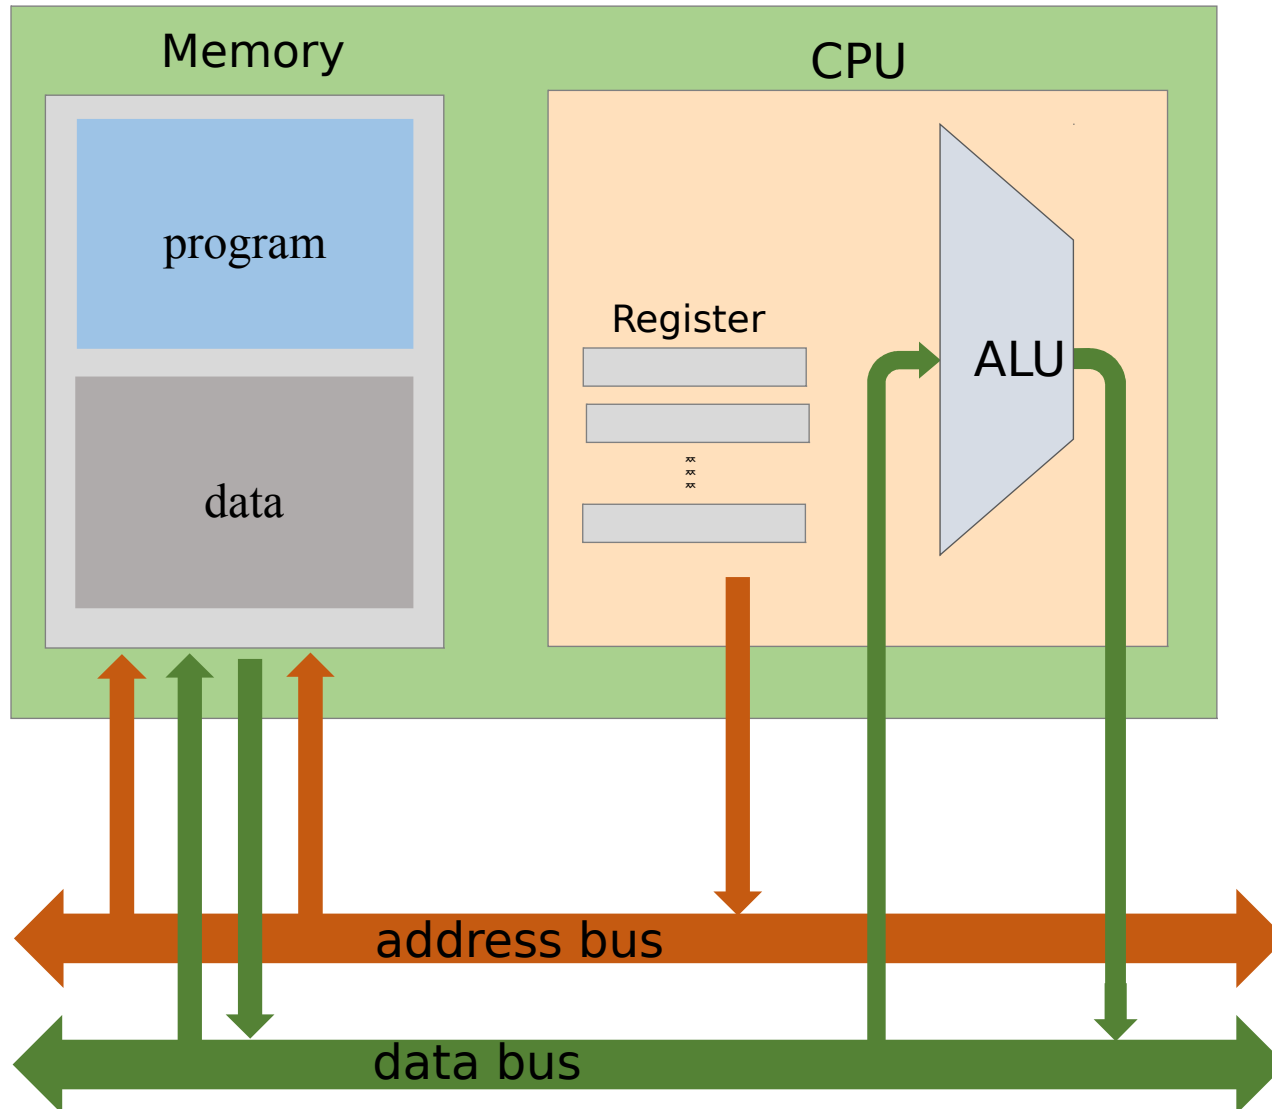 Memory
CPU
program
Register
ALU
data
address bus
data bus